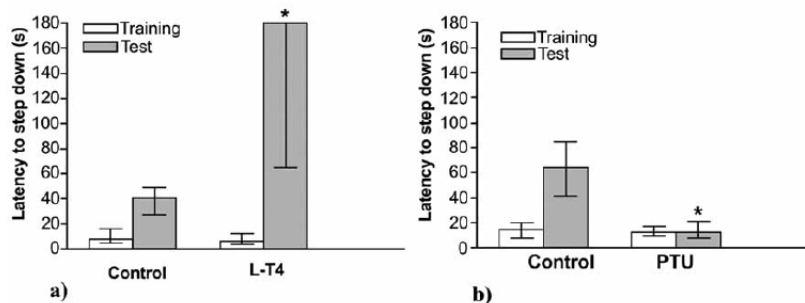 Latency to step down (s)
180
160
140
120
100
80
60
40
20
0
Training
Test
*
Control
L-T4
a)
Latency to step down (s)
180
160
140
120
100
80
60
40
20
0
Training
Test
*
Control
PTU
b)